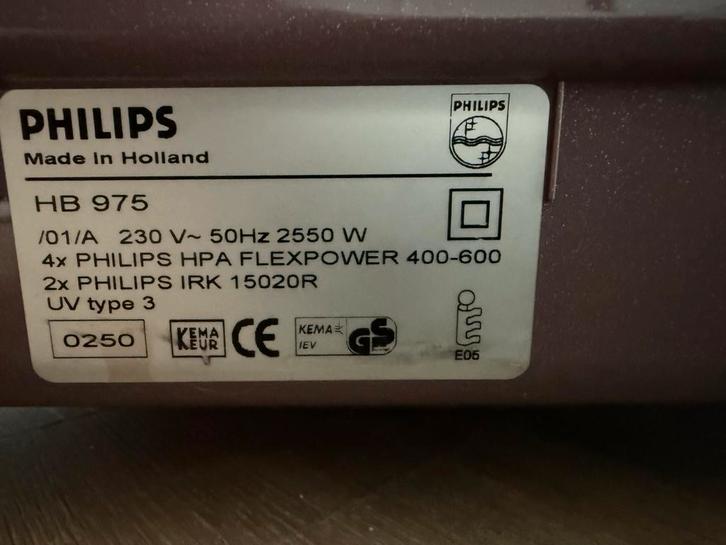 PHILIPS
Made in Holland
PHILIPS
HB 975
/01/A 230 V~ 50Hz 2550 W
4x PHILIPS HPA FLEXPOWER 400-600
2x PHILIPS IRK 15020R
UV type 3
0250
KEMA
KEUR
CE
KEMA
IEV
GS
E05